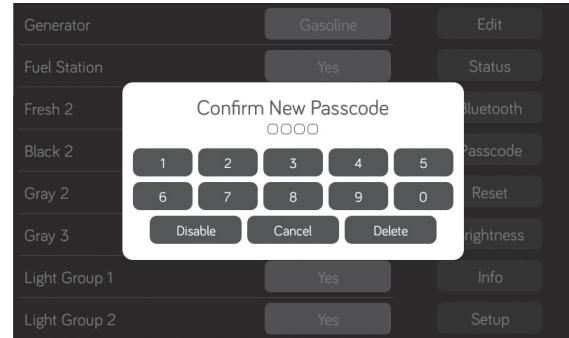 Generator Gasoline Edit
Fuel Station Yes Status
Fresh 2 Bluetooth
Confirm New Passcode
Black 2 Passcode
1 2 3 4 5
Gray 2 6 7 8 9 0 Reset
Gray 3 Disable Cancel Delete rightness
Light Group 1 Yes Info
Light Group 2 Yes Setup